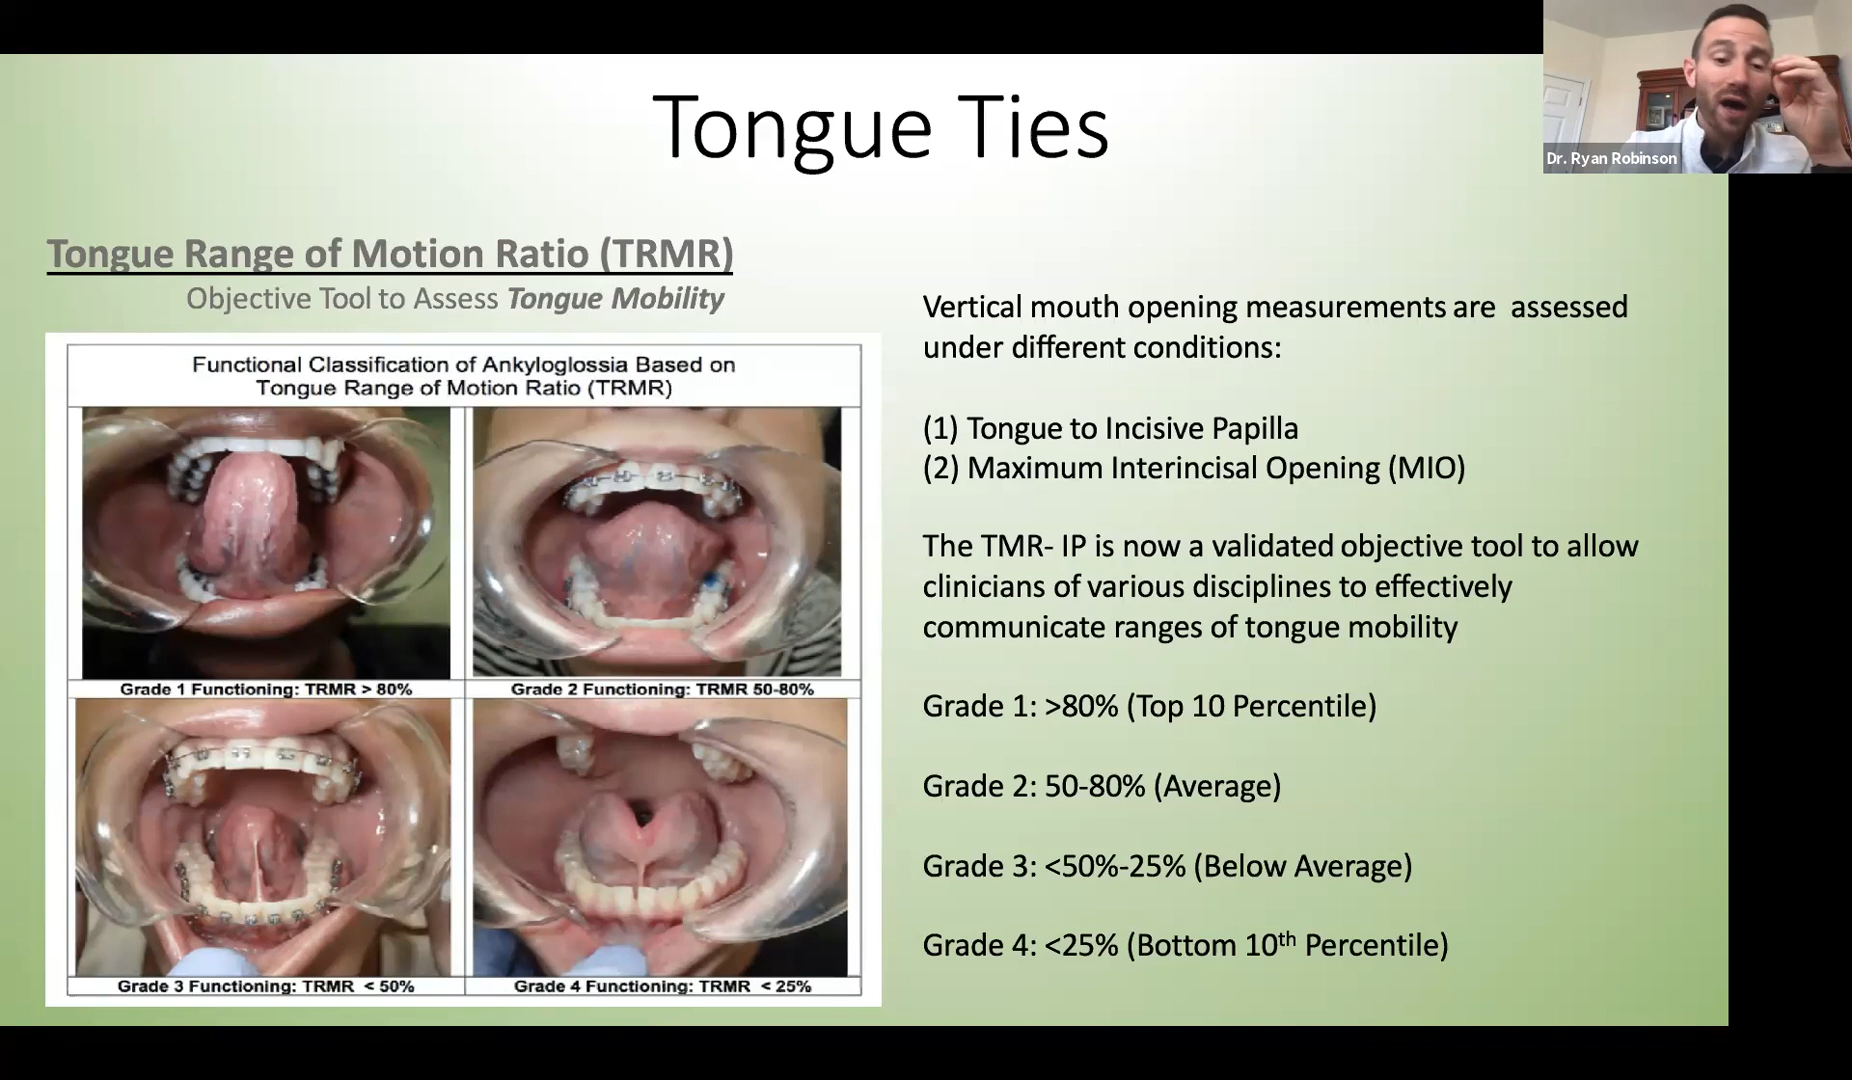 Tongue Ties
Dr. Ryan Robinson
Tongue Range of Motion Ratio (TRMR)
Objective Tool to Assess Tongue Mobility
Functional Classification of Ankyloglossia Based on
Tongue Range of Motion Ratio (TRMR)
Grade 1 Functioning: TRMR > 80%
Grade 2 Functioning: TRMR 50-80%
Grade 3 Functioning: TRMR < 50%
Grade 4 Functioning: TRMR < 25%
Vertical mouth opening measurements are assessed
under different conditions:
(1) Tongue to Incisive Papilla
(2) Maximum Interincisal Opening (MIO)
The TMR- IP is now a validated objective tool to allow
clinicians of various disciplines to effectively
communicate ranges of tongue mobility
Grade 1: >80% (Top 10 Percentile)
Grade 2: 50-80% (Average)
Grade 3: <50%-25% (Below Average)
Grade 4: <25% (Bottom 10th Percentile)